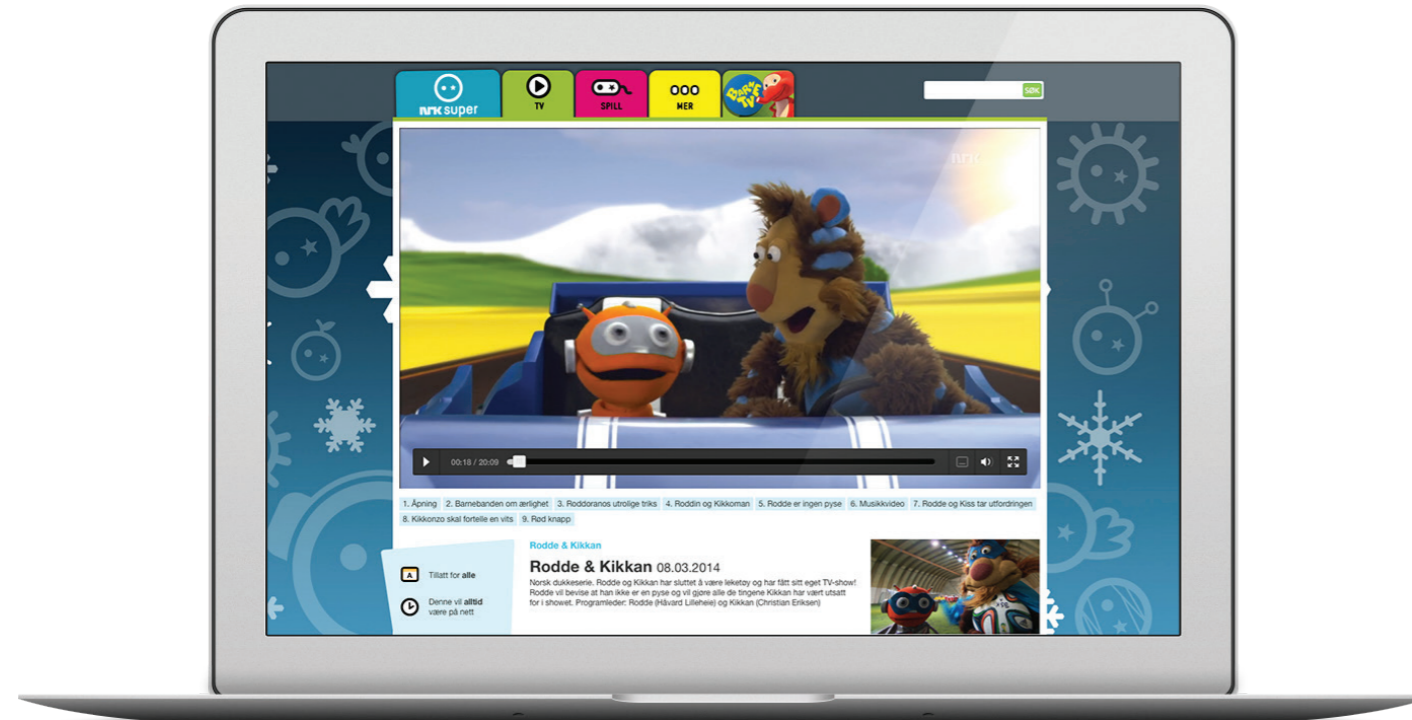 nrk super
TV
SPILL
MER
BARNE TV
SØK
nrk
00:18 / 20:09
1. Åpning 2. Barnebanden om ærlighet 3. Roddoranos utrolige triks 4. Roddin og Kikkoman 5. Rodde er ingen pyse 6. Musikkvideo 7. Rodde og Kiss tar utfordringen
8. Kikkonzo skal fortelle en vits 9. Rød knapp
Rodde & Kikkan
Rodde & Kikkan 08.03.2014
Norsk dukkeserie. Rodde og Kikkan har sluttet å være leketøy og har fått sitt eget TV-show!
Rodde vil bevise at han ikke er en pyse og vil gjøre alle de tingene Kikkan har vært utsatt
for i showet. Programleder: Rodde (Håvard Lilleheie) og Kikkan (Christian Eriksen)
A
Tillatt for alle
Denne vil alltid
være på nett